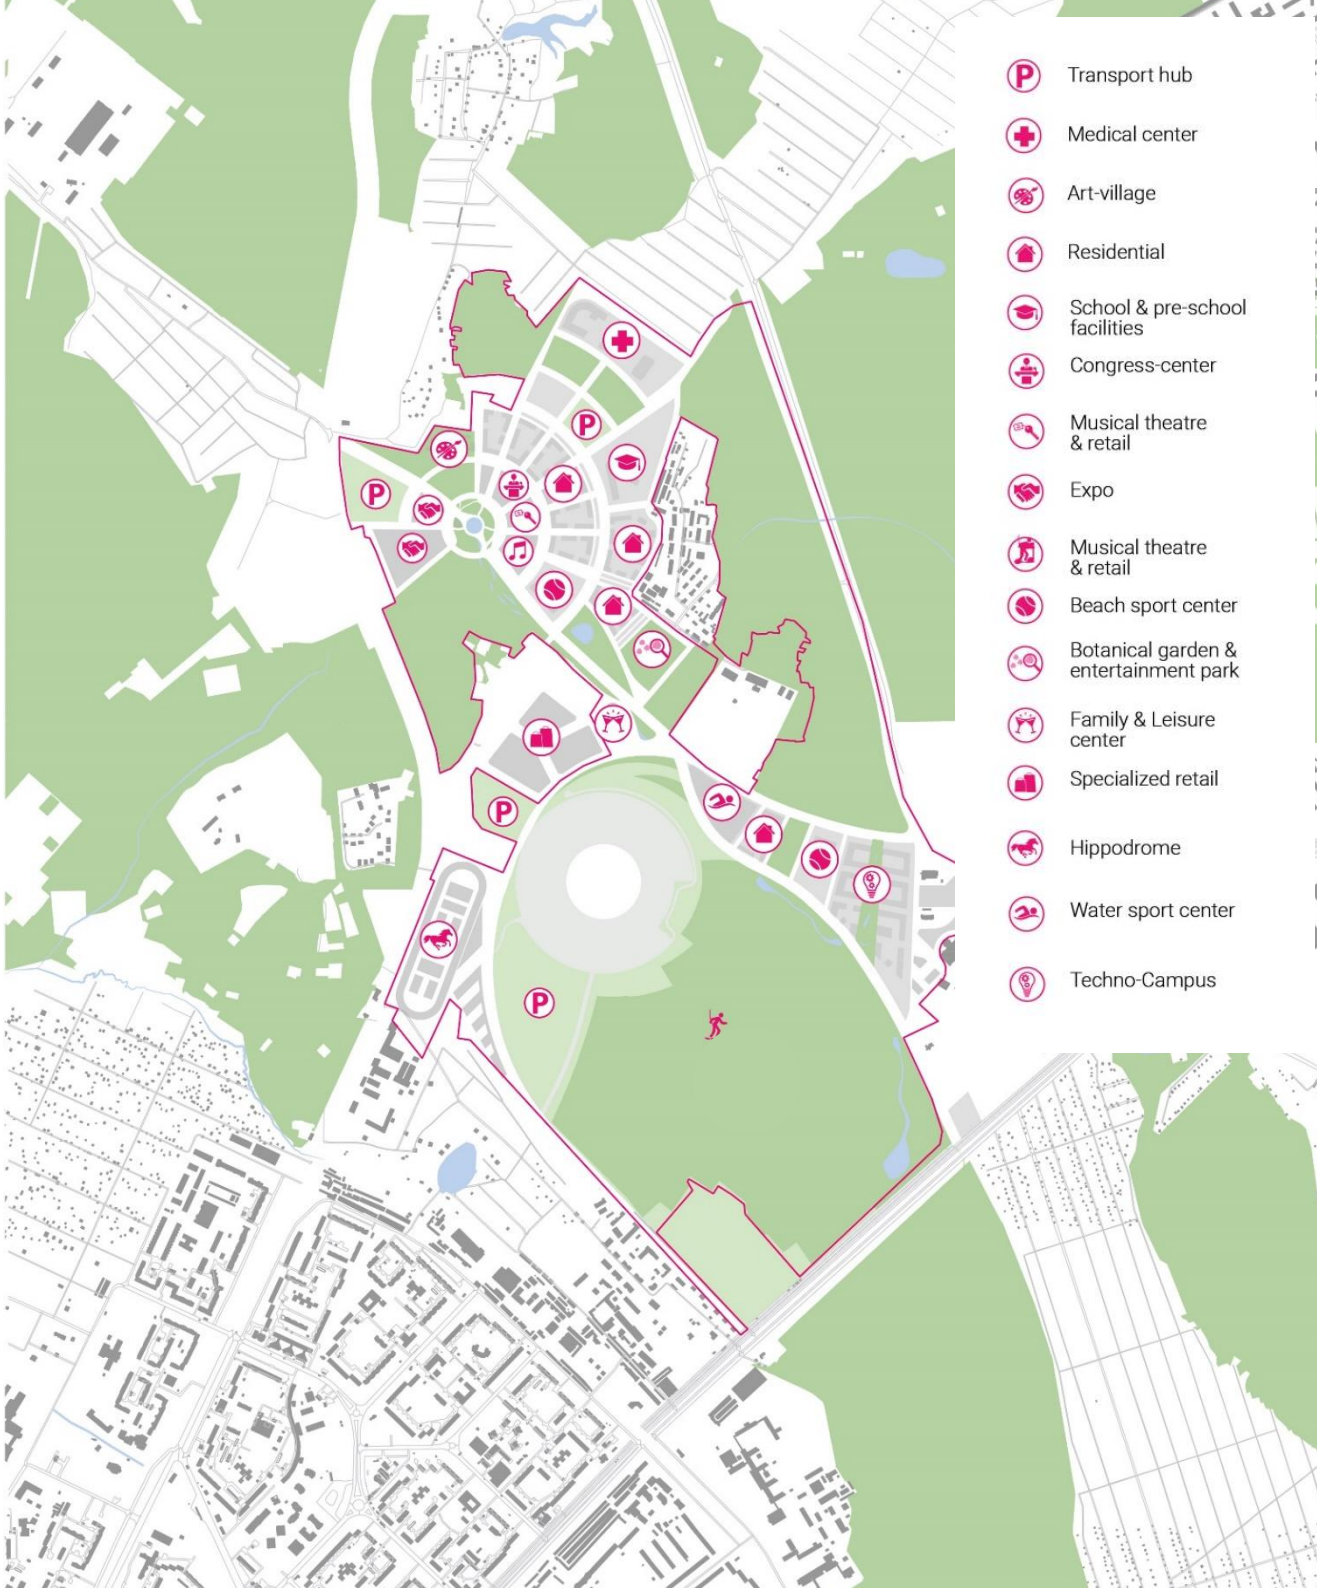 P Transport hub
Medical center
Art-village
Residential
School & pre-school
facilities
Congress-center
Musical theatre
& retail
Expo
Musical theatre
& retail
Beach sport center
Botanical garden &
entertainment park
Family & Leisure
center
Specialized retail
Hippodrome
Water sport center
Techno-Campus
P
P
P
P